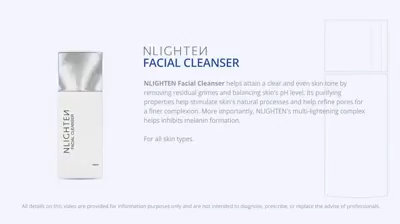 NLIGHTEN
FACIAL CLEANSER
NLIGHTEN Facial Cleanser helps attain a clear and even skin tone by
removing residual grimes and balancing skin's pH level. Its purifying
properties help stimulate skin's natural processes and help refine pores for
a finer complexion. More importantly, NLIGHTEN's multi-lightening complex
helps inhibits melanin formation.
For all skin types.
NLIGHTEN
FACIAL CLEANSER
All details on this video are provided for information purposes only and are not intended to diagnose, prescribe, or replace the advice of professionals.